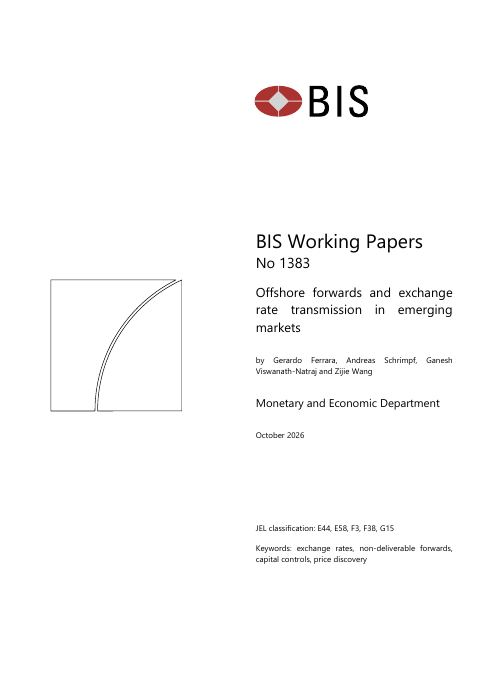 BIS
BIS Working Papers
No 1383
Offshore forwards and exchange
rate transmission in emerging
markets
by Gerardo Ferrara, Andreas Schrimpf, Ganesh
Viswanath-Natraj and Zijie Wang
Monetary and Economic Department
October 2026
JEL classification: E44, E58, F3, F38, G15
Keywords: exchange rates, non-deliverable forwards,
capital controls, price discovery